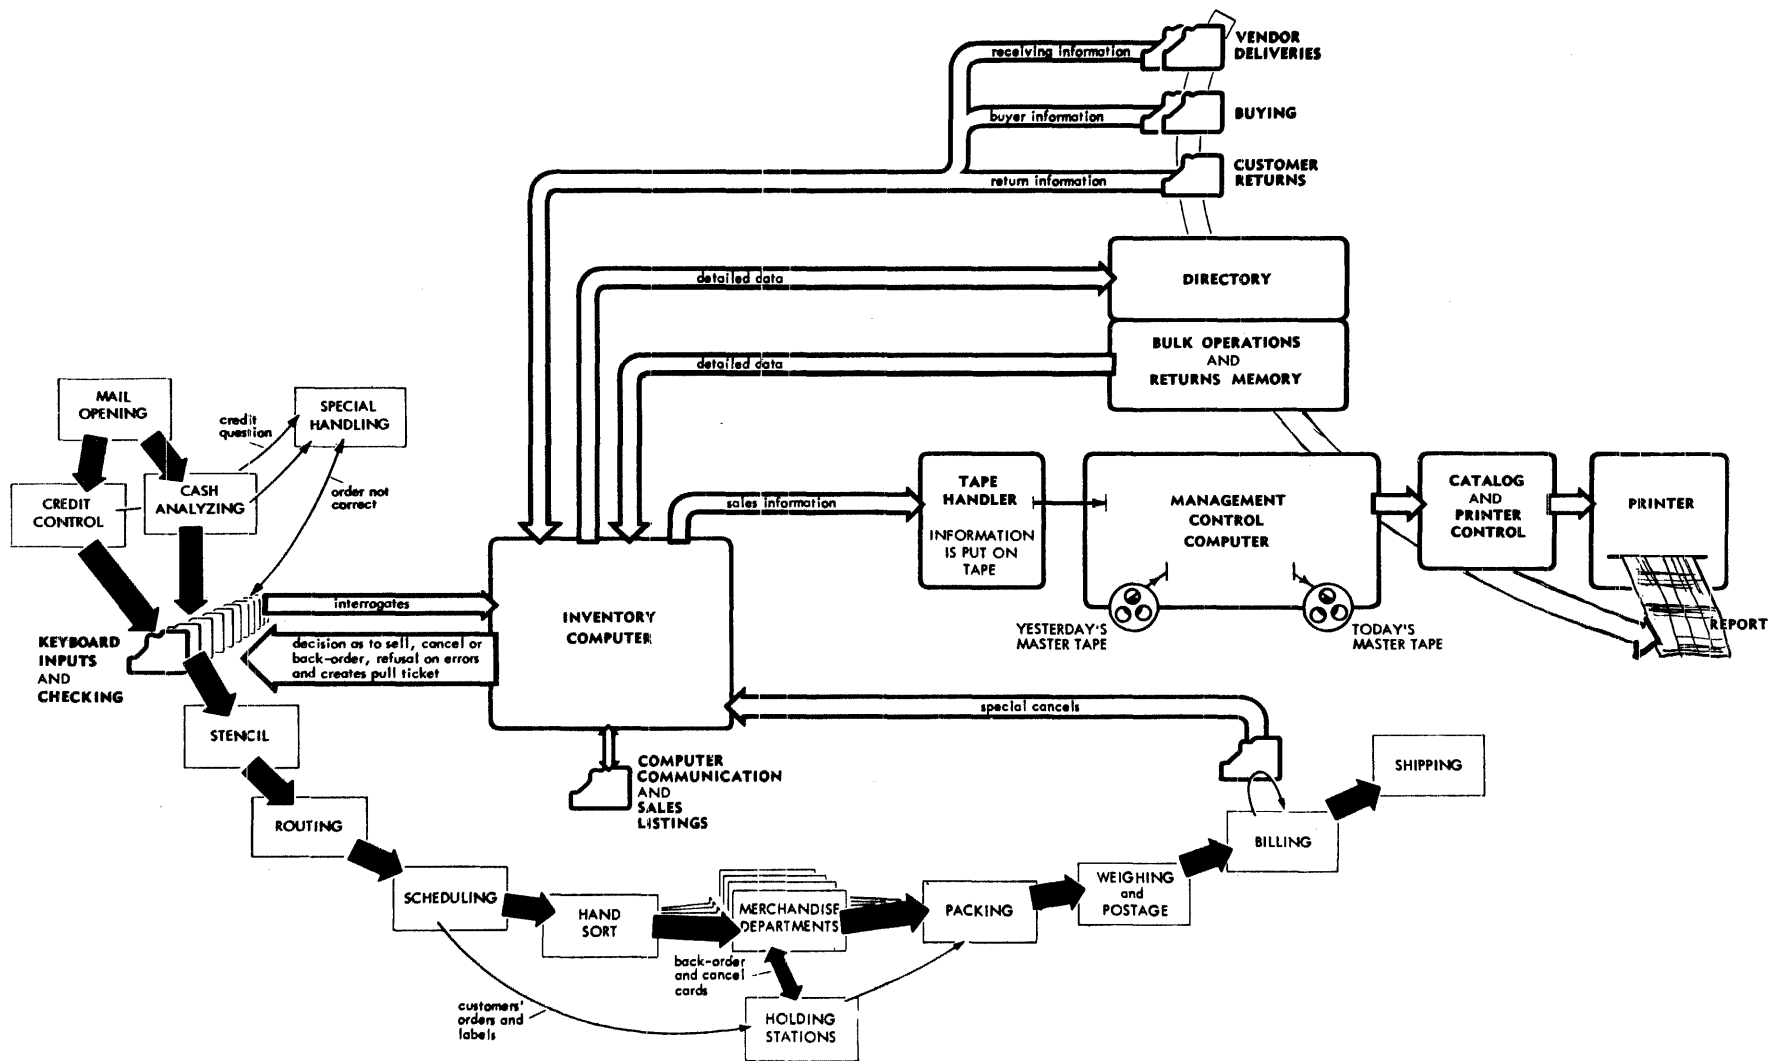 VENDOR
DELIVERIES
receiving information
BUYING
buyer information
CUSTOMER
RETURNS
return information
DIRECTORY
detailed data
BULK OPERATIONS
AND
RETURNS MEMORY
detailed data
MAIL
OPENING
SPECIAL
HANDLING
credit
question
CREDIT
CONTROL
CASH
ANALYZING
order not
correct
TAPE
HANDLER
INFORMATION
IS PUT ON
TAPE
sales information
MANAGEMENT
CONTROL
COMPUTER
CATALOG
AND
PRINTER
CONTROL
PRINTER
REPORT
YESTERDAY'S
MASTER TAPE
TODAY'S
MASTER TAPE
KEYBOARD
INPUTS
AND
CHECKING
interrogates
decision as to sell, cancel or
back-order, refusal on errors
and creates pull ticket
INVENTORY
COMPUTER
special cancels
STENCIL
COMPUTER
COMMUNICATION
AND
SALES
LISTINGS
ROUTING
SCHEDULING
HAND
SORT
MERCHANDISE
DEPARTMENTS
PACKING
WEIGHING
and
POSTAGE
BILLING
SHIPPING
back-order
and cancel
cards
customers'
orders and
labels
HOLDING
STATIONS